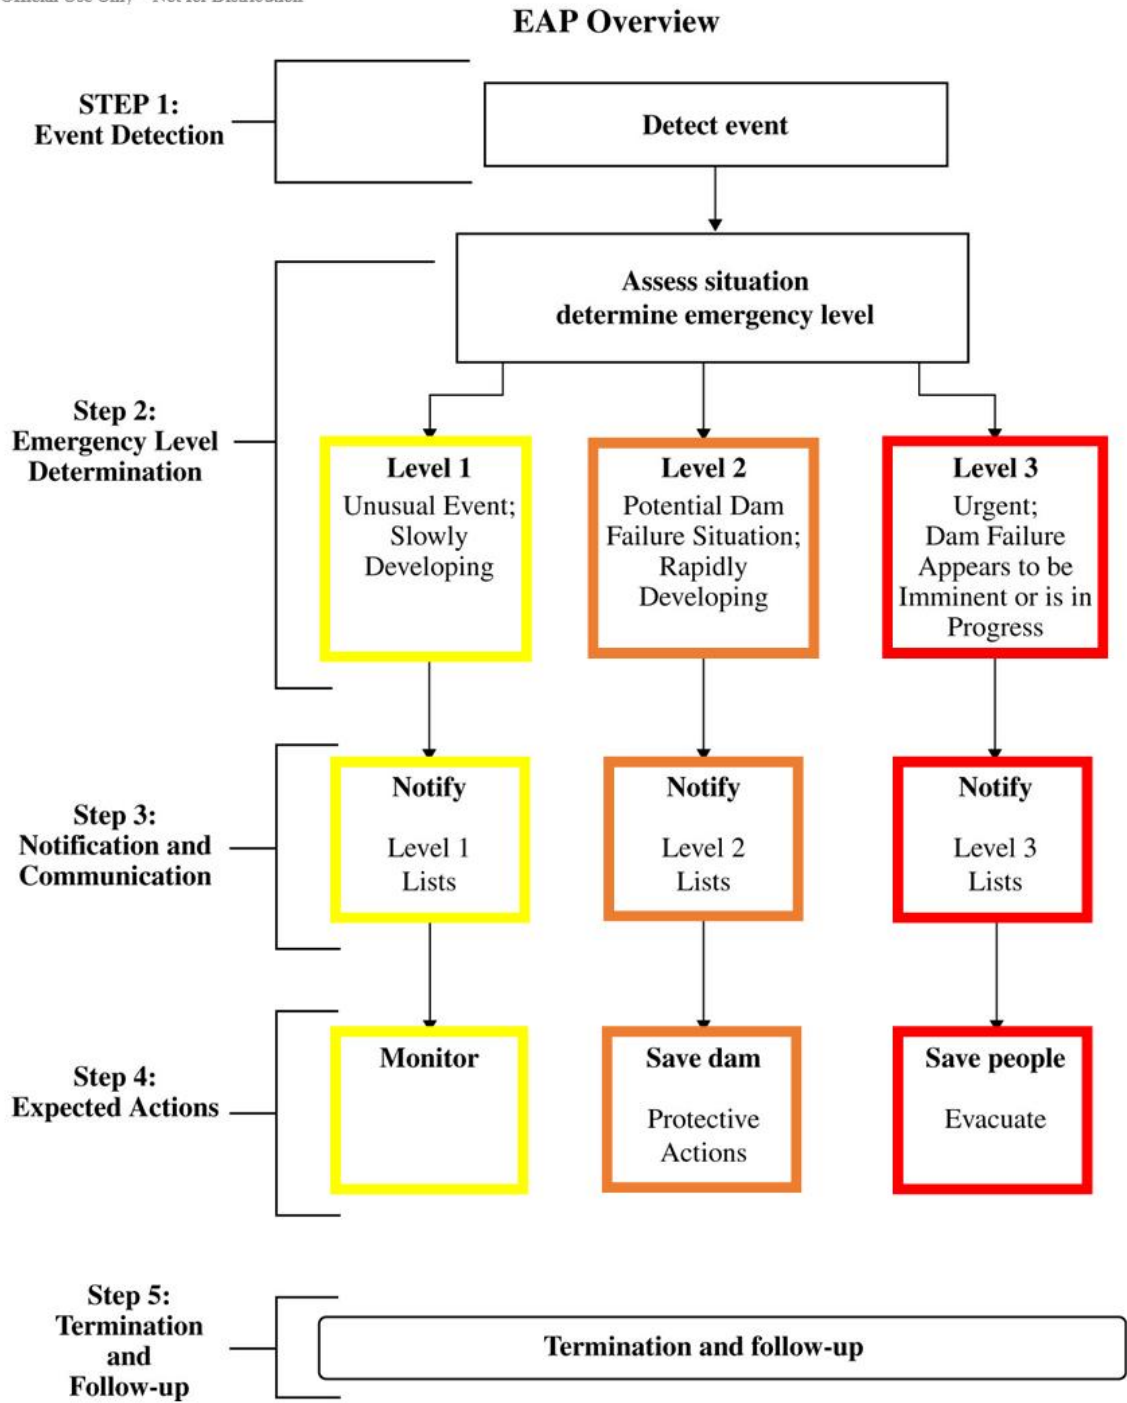 EAP Overview
STEP 1:
Event Detection
Detect event
Assess situation
determine emergency level
Step 2:
Emergency Level
Determination
Level 1
Unusual Event;
Slowly
Developing
Level 2
Potential Dam
Failure Situation;
Rapidly
Developing
Level 3
Urgent;
Dam Failure
Appears to be
Imminent or is in
Progress
Step 3:
Notification and
Communication
Notify
Level 1
Lists
Notify
Level 2
Lists
Notify
Level 3
Lists
Step 4:
Expected Actions
Monitor
Save dam
Protective
Actions
Save people
Evacuate
Step 5:
Termination
and
Follow-up
Termination and follow-up